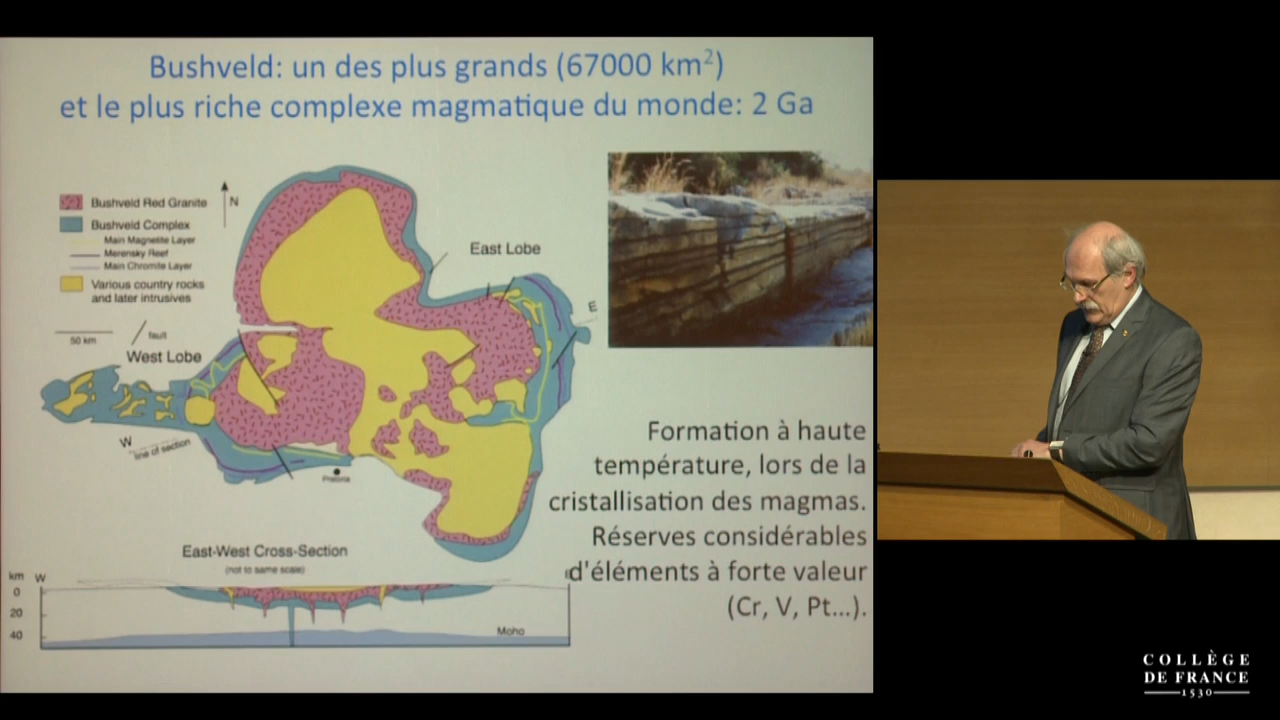 Bushveld: un des plus grands (67000 km²)
et le plus riche complexe magmatique du monde: 2 Ga
Bushveld Red Granite
Bushveld Complex
Main Magnetite Layer
Merensky Reef
Main Chromite Layer
Various country rocks
and later intrusives
50 km
fault
N
East Lobe
E
West Lobe
W
line of section
Pretoria
Formation à haute
température, lors de la
cristallisation des magmas.
Réserves considérables
d'éléments à forte valeur
(Cr, V, Pt...).
East-West Cross-Section
(not to same scale)
km W
0
20
40
Moho
COLLÈGE
DE FRANCE
1530